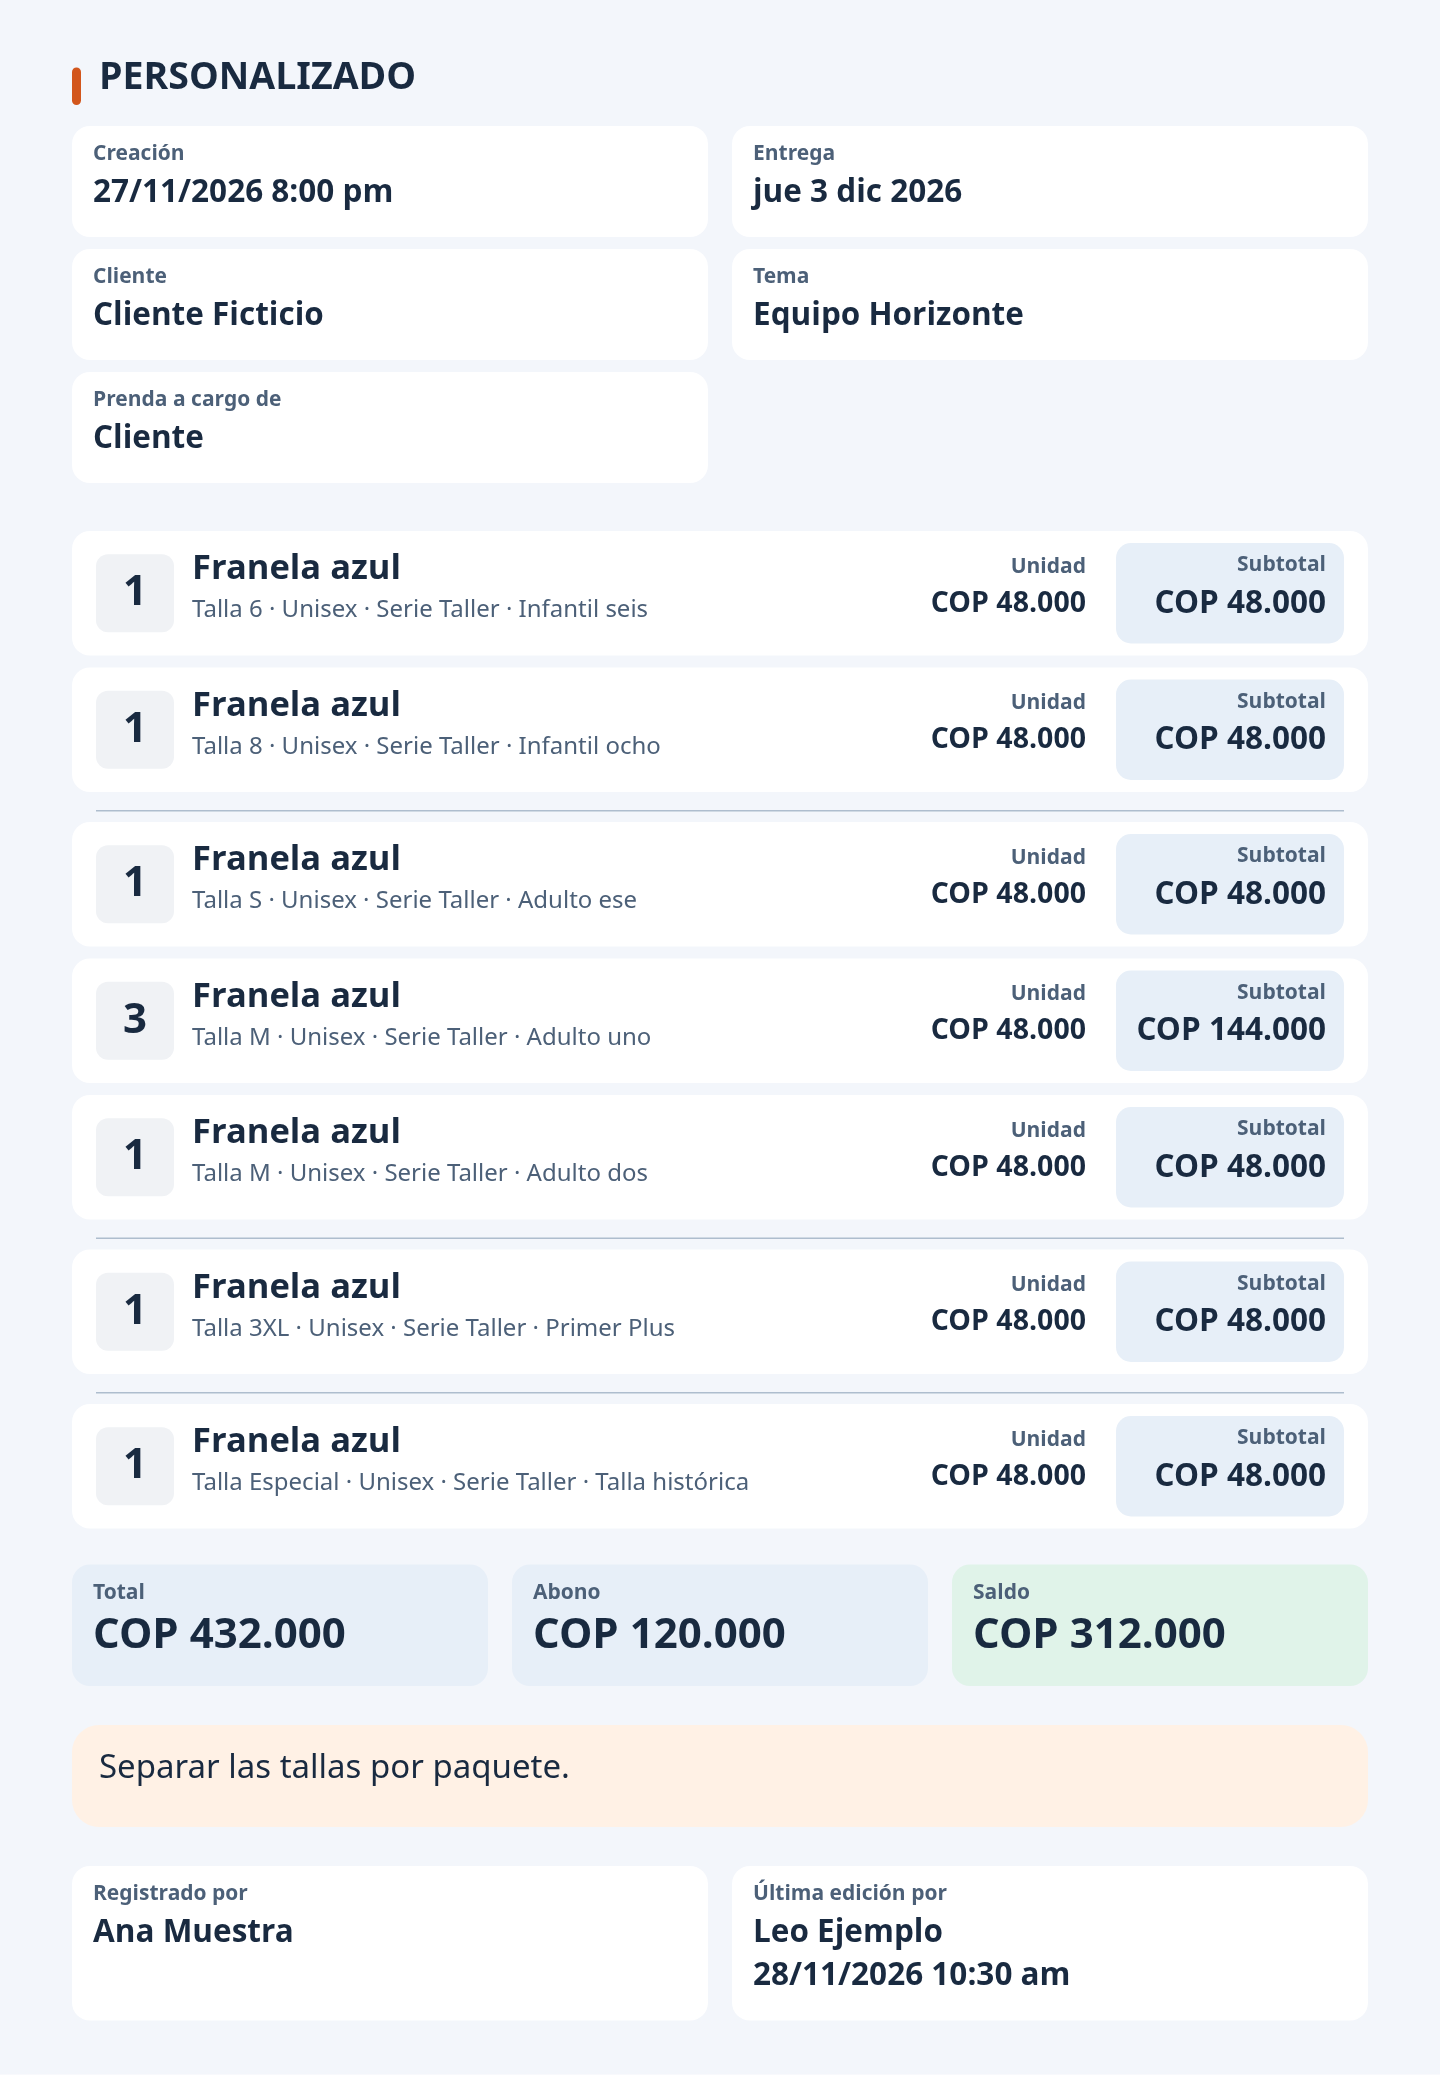 PERSONALIZADO
Creación
27/11/2026 8:00 pm
Entrega
jue 3 dic 2026
Cliente
Cliente Ficticio
Tema
Equipo Horizonte
Prenda a cargo de
Cliente
1
Franela azul
Talla 6 · Unisex · Serie Taller · Infantil seis
Unidad
COP 48.000
Subtotal
COP 48.000
1
Franela azul
Talla 8 · Unisex · Serie Taller · Infantil ocho
Unidad
COP 48.000
Subtotal
COP 48.000
1
Franela azul
Talla S · Unisex · Serie Taller · Adulto ese
Unidad
COP 48.000
Subtotal
COP 48.000
3
Franela azul
Talla M · Unisex · Serie Taller · Adulto uno
Unidad
COP 48.000
Subtotal
COP 144.000
1
Franela azul
Talla M · Unisex · Serie Taller · Adulto dos
Unidad
COP 48.000
Subtotal
COP 48.000
1
Franela azul
Talla 3XL · Unisex · Serie Taller · Primer Plus
Unidad
COP 48.000
Subtotal
COP 48.000
1
Franela azul
Talla Especial · Unisex · Serie Taller · Talla histórica
Unidad
COP 48.000
Subtotal
COP 48.000
Total
COP 432.000
Abono
COP 120.000
Saldo
COP 312.000
Separar las tallas por paquete.
Registrado por
Ana Muestra
Última edición por
Leo Ejemplo
28/11/2026 10:30 am